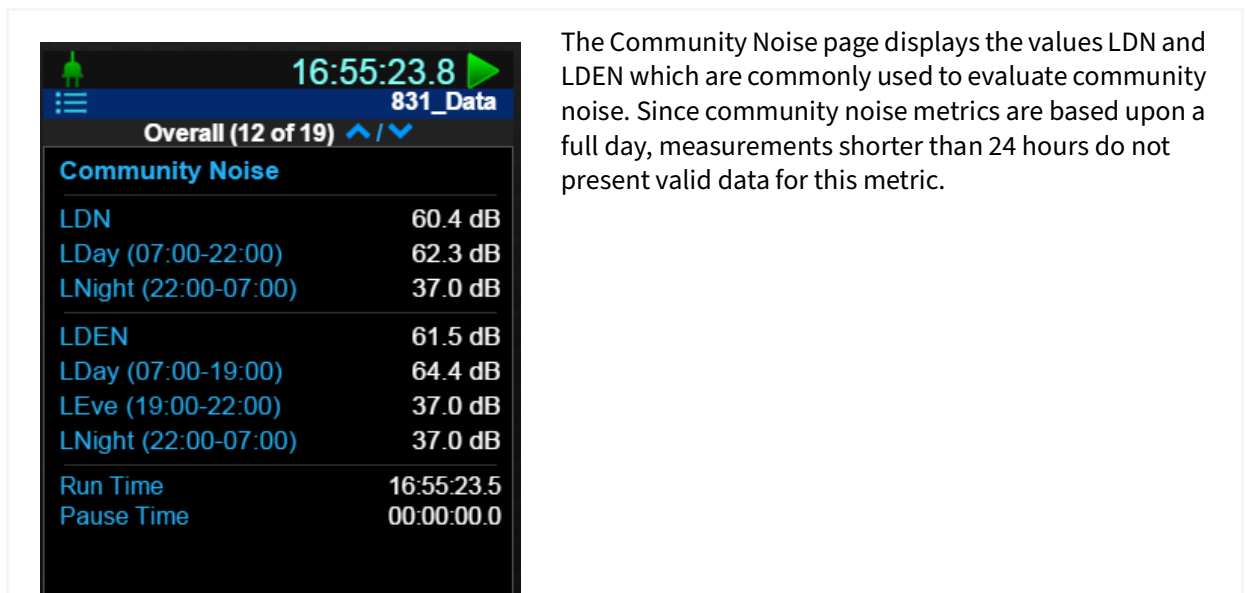 16:55:23.8
831_Data
Overall (12 of 19) /
Community Noise
LDN 60.4 dB
LDay (07:00-22:00) 62.3 dB
LNight (22:00-07:00) 37.0 dB
LDEN 61.5 dB
LDay (07:00-19:00) 64.4 dB
LEve (19:00-22:00) 37.0 dB
LNight (22:00-07:00) 37.0 dB
Run Time 16:55:23.5
Pause Time 00:00:00.0
The Community Noise page displays the values LDN and
LDEN which are commonly used to evaluate community
noise. Since community noise metrics are based upon a
full day, measurements shorter than 24 hours do not
present valid data for this metric.